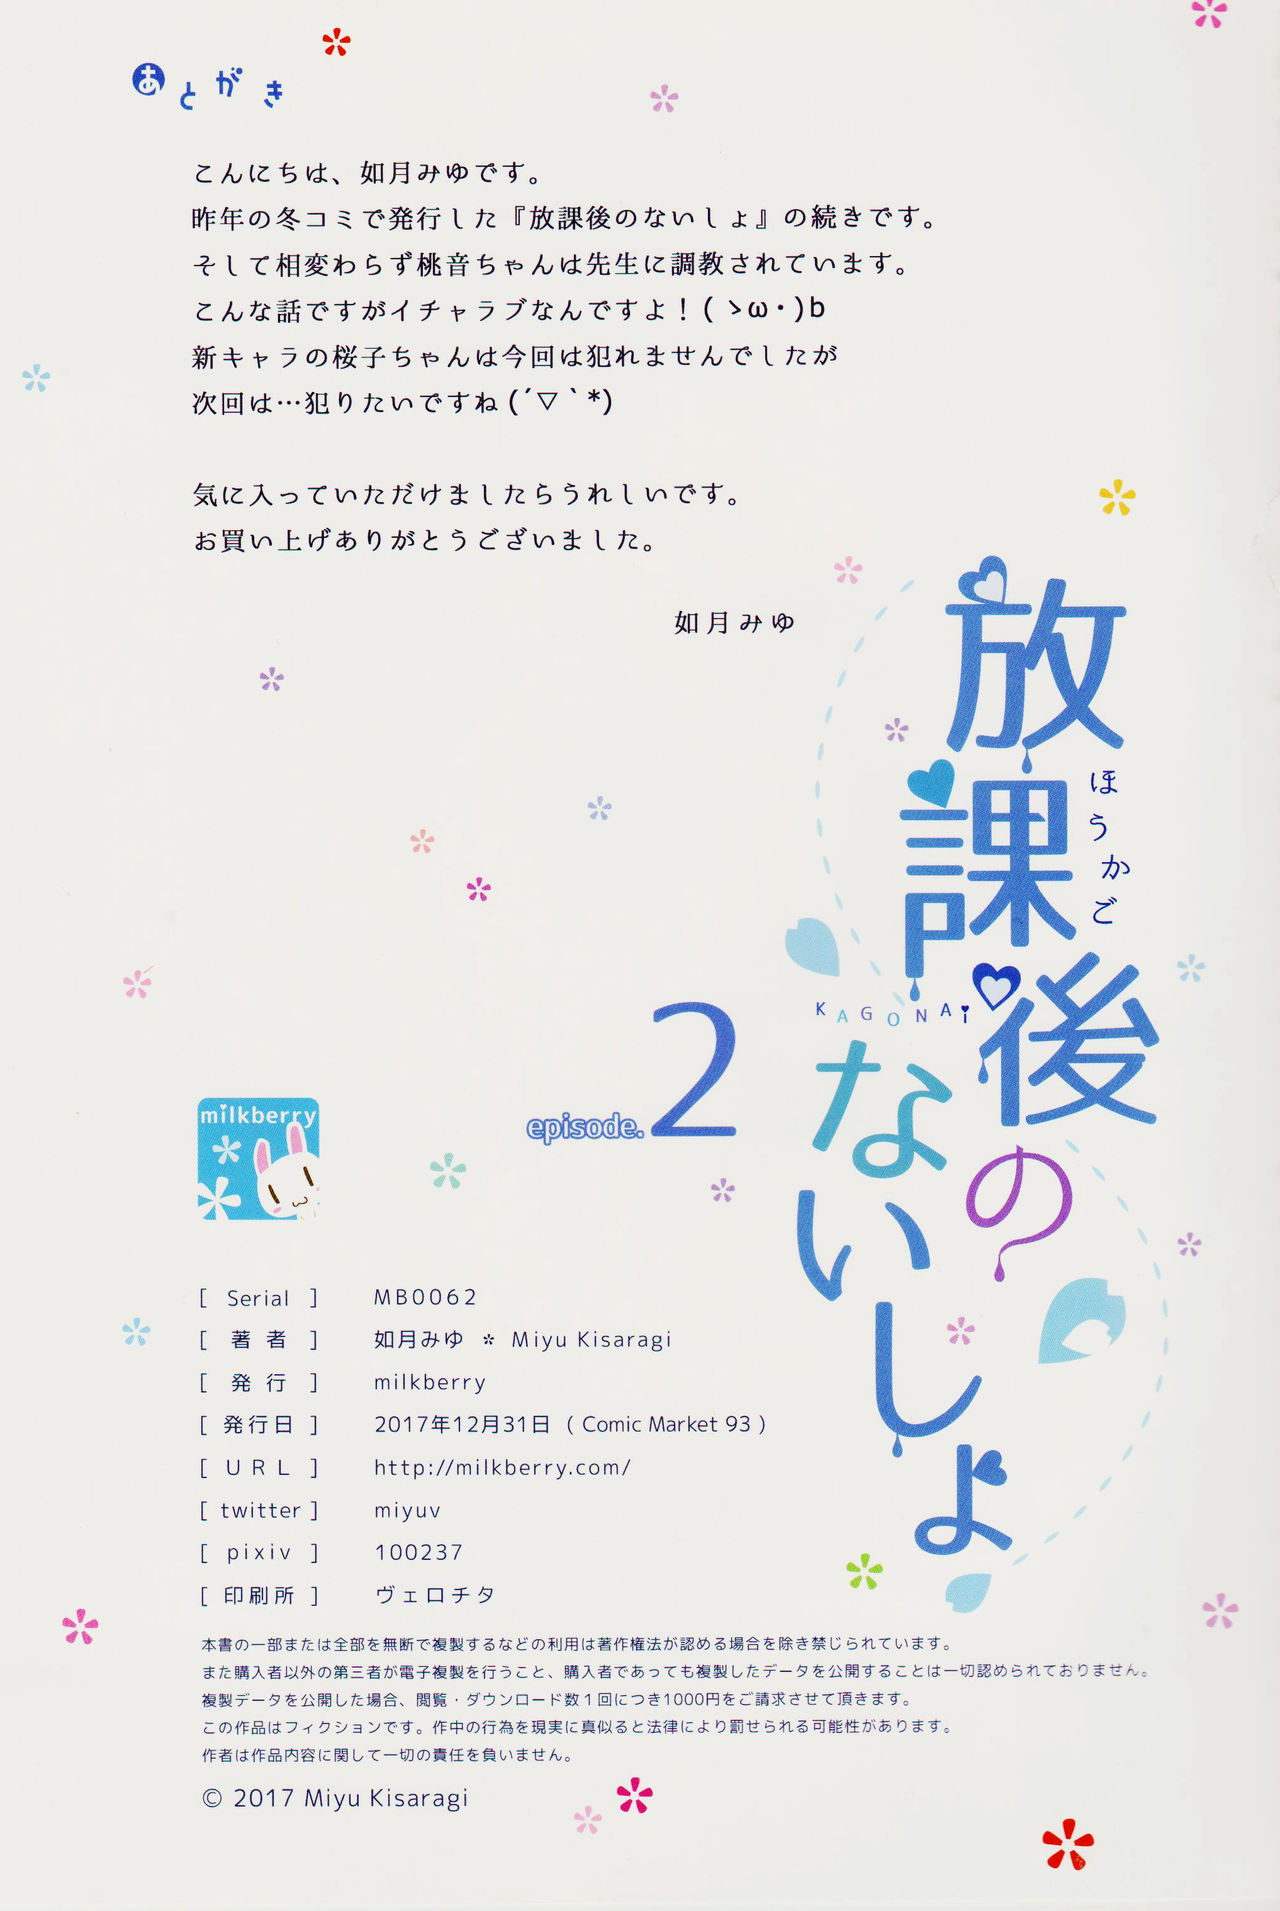 あとがき
こんにちは、如月みゆです。
昨年の冬コミで発行した『放課後のないしょ』の続きです。
そして相変わらず桃音ちゃんは先生に調教されています。
こんな話ですがイチャラブなんですよ！(ゝω・)b
新キャラの桜子ちゃんは今回は犯れませんでしたが
次回は…犯りたいですね(´▽｀*)
気に入っていただけましたらうれしいです。
お買い上げありがとうございました。
如月みゆ
放課後の
ほうかご
KAGONAi
ないしょ
episode.2
milkberry
[ Serial ] MB0062
[ 著者 ] 如月みゆ ＊ Miyu Kisaragi
[ 発行 ] milkberry
[ 発行日 ] 2017年12月31日 ( Comic Market 93 )
[ URL ] http://milkberry.com/
[ twitter ] miyuv
[ pixiv ] 100237
[ 印刷所 ] ヴェロチタ
本書の一部または全部を無断で複製するなどの利用は著作権法が認める場合を除き禁じられています。
また購入者以外の第三者が電子複製を行うこと、購入者であっても複製したデータを公開することは一切認められておりません。
複製データを公開した場合、閲覧・ダウンロード数１回につき1000円をご請求させて頂きます。
この作品はフィクションです。作中の行為を現実に真似ると法律により罰せられる可能性があります。
作者は作品内容に関して一切の責任を負いません。
© 2017 Miyu Kisaragi